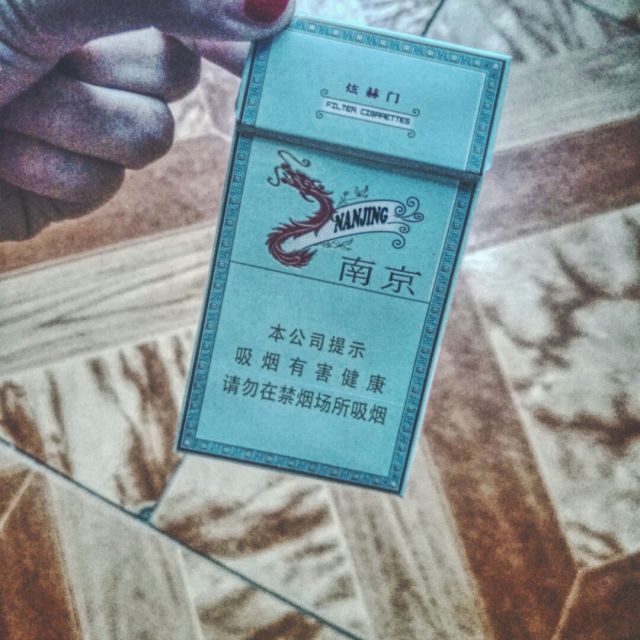 炫赫门
FILTER CIGARETTES
NANJING
南京
本公司提示
吸烟有害健康
请勿在禁烟场所吸烟